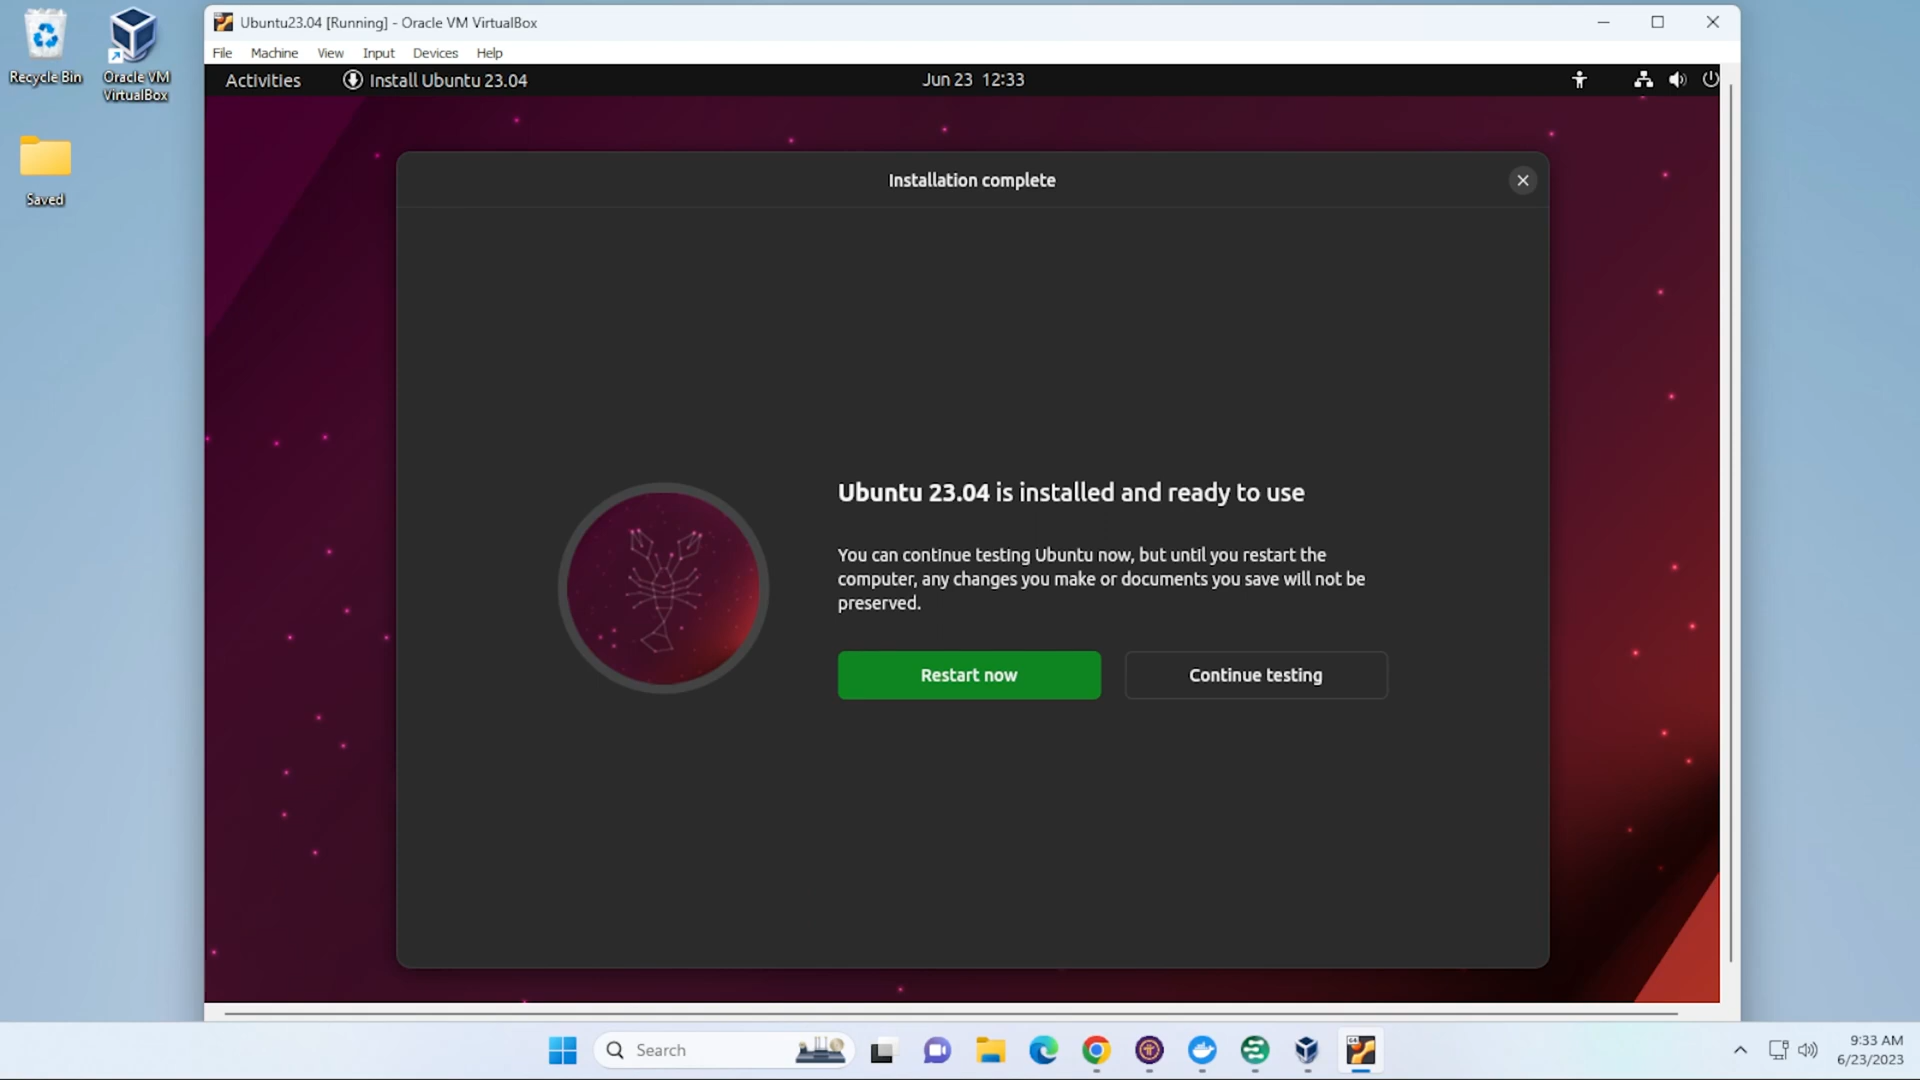 Ubuntu23.04 [Running] - Oracle VM VirtualBox
File Machine View Input Devices Help
Recycle Bin
Oracle VM
VirtualBox
Activities
Install Ubuntu 23.04
Jun 23 12:33
Saved
Installation complete
Ubuntu 23.04 is installed and ready to use
You can continue testing Ubuntu now, but until you restart the
computer, any changes you make or documents you save will not be
preserved.
Restart now
Continue testing
Search
9:33 AM
6/23/2023